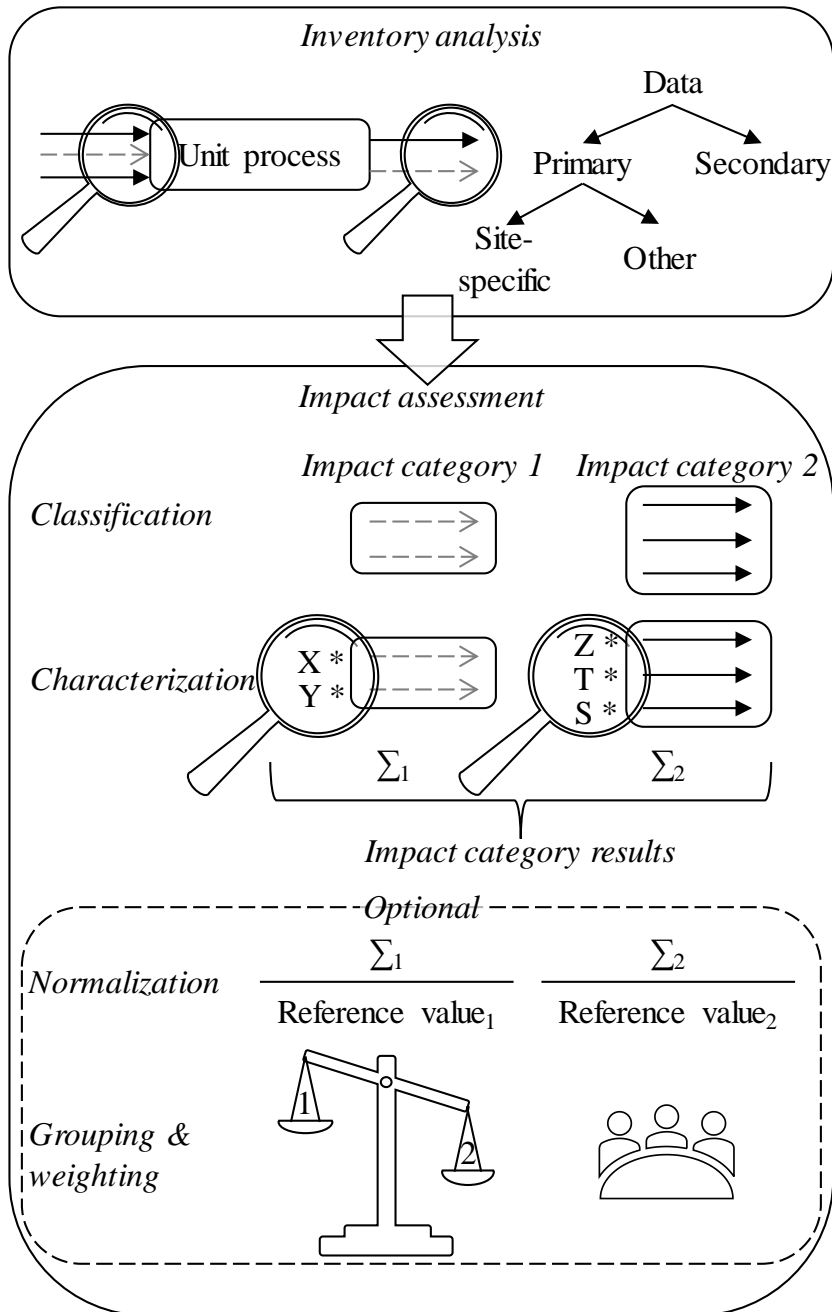 Inventory analysis
Data
Unit process
Primary
Secondary
Site-
specific
Other
Impact assessment
Impact category 1
Impact category 2
Classification
Characterization
X *
Y *
Z *
T *
S *
∑1
∑2
Impact category results
Optional
Normalization
∑1
Reference value1
∑2
Reference value2
Grouping &
weighting
1
2